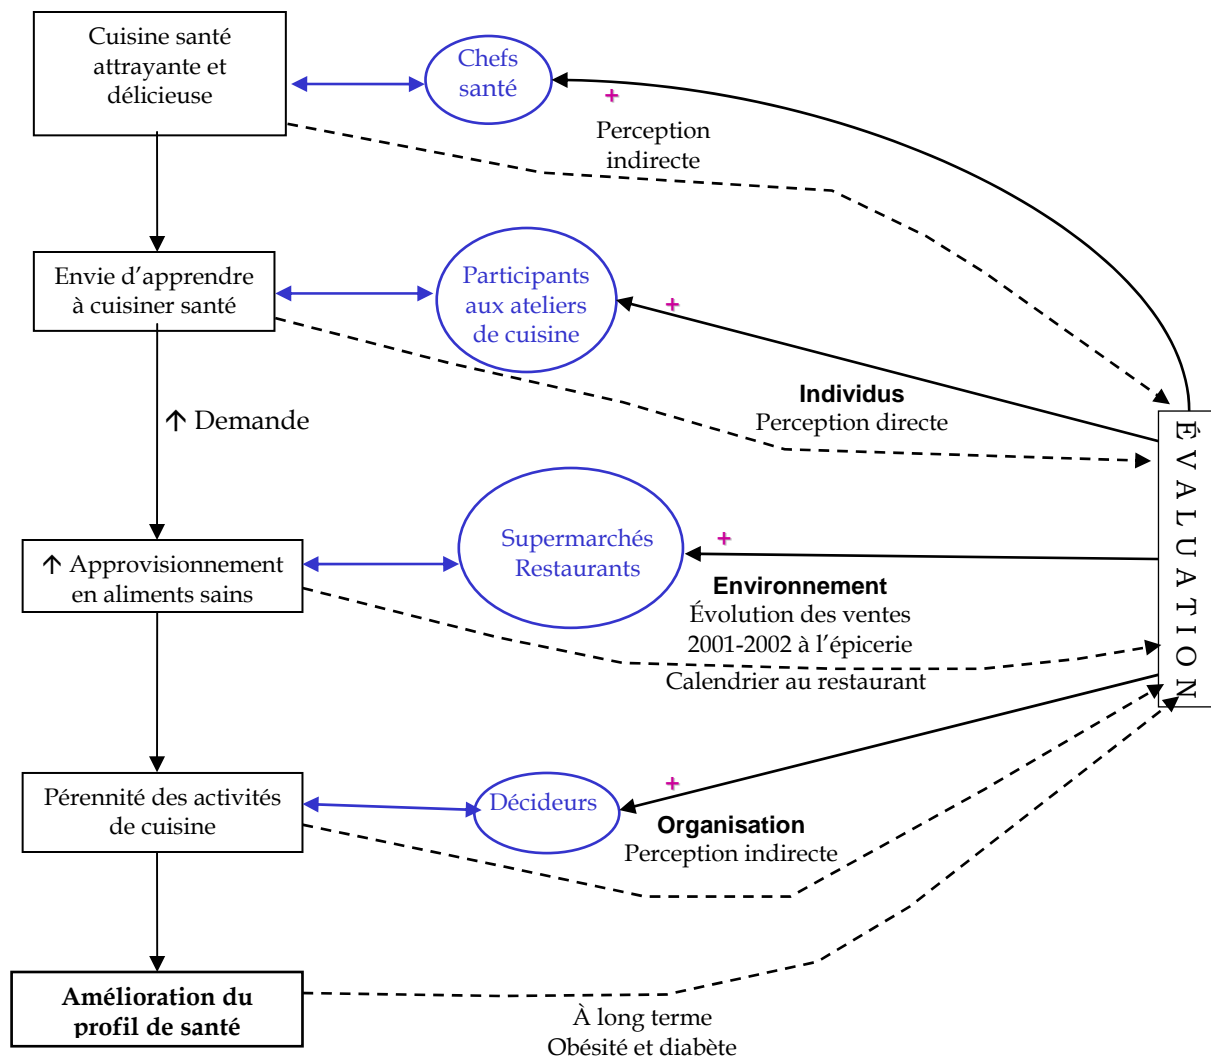 Cuisine santé
attrayante et
délicieuse
Chefs
santé
+
Perception
indirecte
Envie d’apprendre
à cuisiner santé
Participants
aux ateliers
de cuisine
+
Individus
Perception directe
↑ Demande
ÉVALUATION
↑ Approvisionnement
en aliments sains
Supermarchés
Restaurants
+
Environnement
Évolution des ventes
2001-2002 à l’épicerie
Calendrier au restaurant
Pérennité des activités
de cuisine
Décideurs
+
Organisation
Perception indirecte
Amélioration du
profil de santé
À long terme
Obésité et diabète